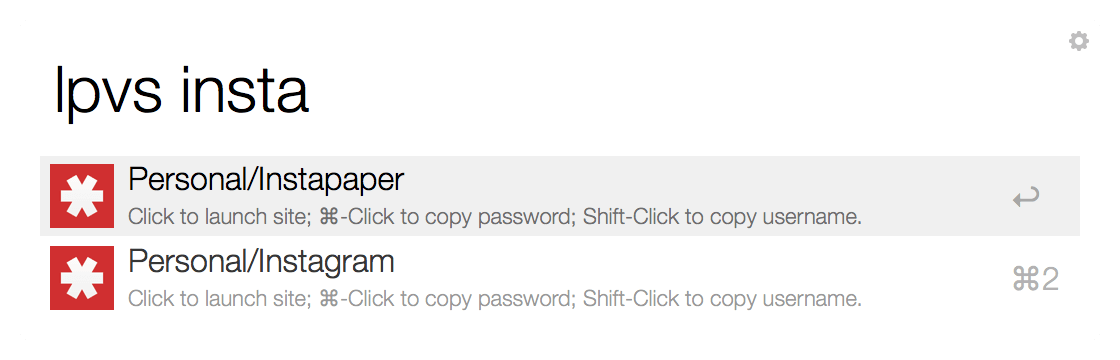 lpvs insta
Personal/Instapaper
Click to launch site; ⌘-Click to copy password; Shift-Click to copy username.
Personal/Instagram
Click to launch site; ⌘-Click to copy password; Shift-Click to copy username.
⌘2